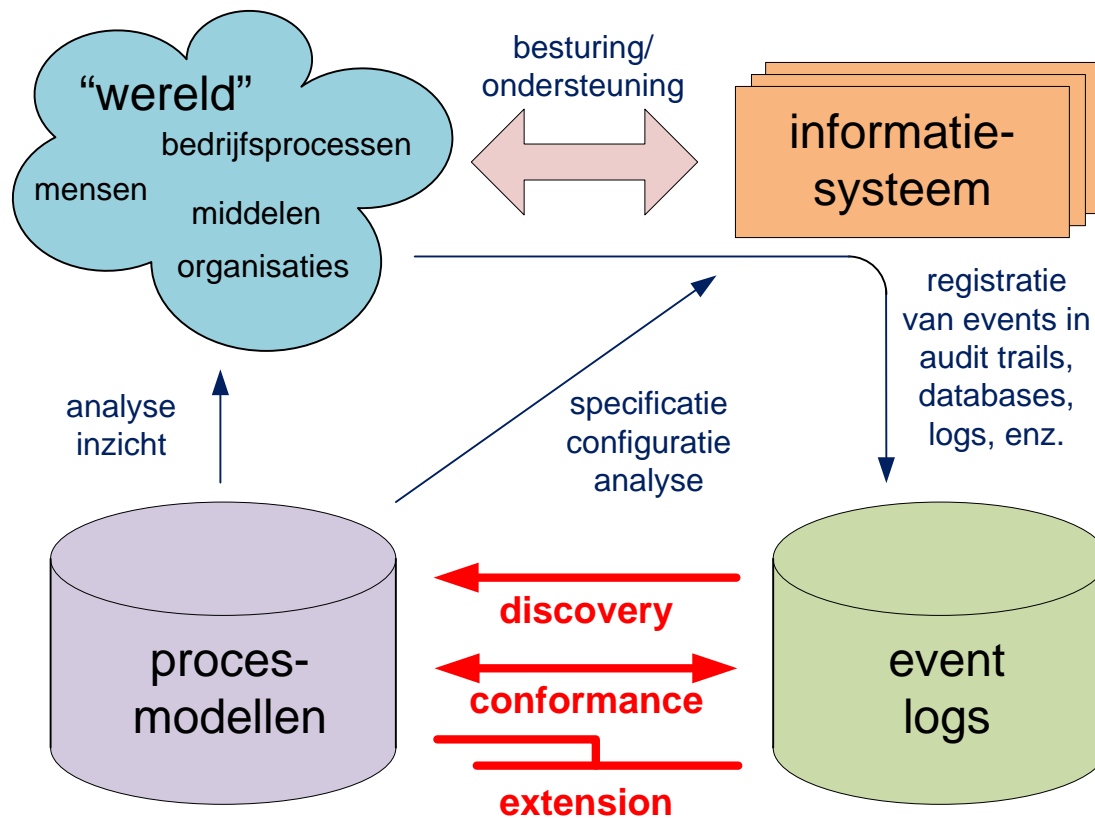 “wereld”
bedrijfsprocessen
mensen
middelen
organisaties
besturing/
ondersteuning
informatie-
systeem
registratie
van events in
audit trails,
databases,
logs, enz.
analyse
inzicht
specificatie
configuratie
analyse
proces-
modellen
discovery
conformance
extension
event
logs